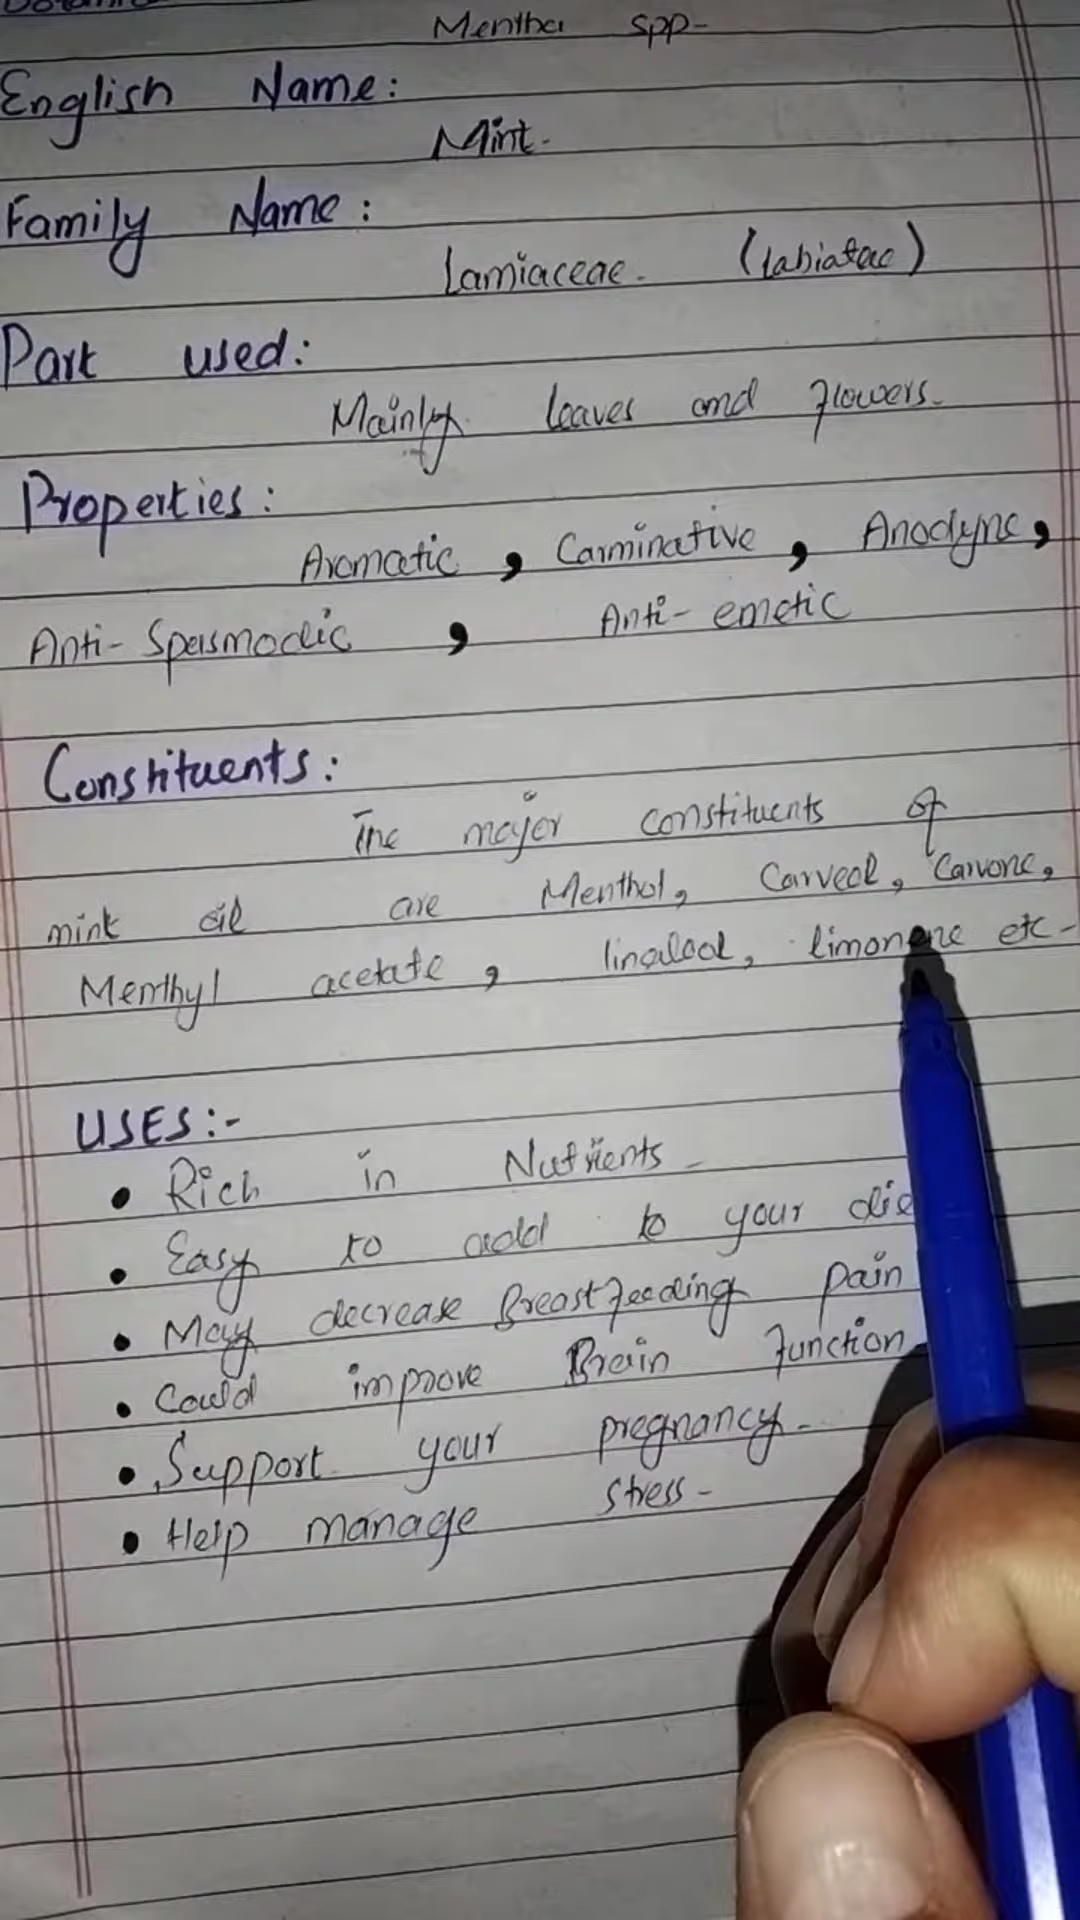 Mentha spp-
English Name:
Mint-
Family Name:
Lamiaceae- (labiatae)
Part used:
Mainly leaves and flowers-
Properties:
Aromatic, Carminative, Anodyne,
Anti-Spasmodic, Anti-emetic
Constituents:
The major constituents of
mint oil are Menthol, Carveol, Carvone,
Menthyl acetate, linalool, limonene etc-
USES:-
• Rich in Nutrients-
• Easy to add to your die
• May decrease Breastfeeding pain
• Could improve Brain function
• Support your pregnancy-
• Help manage stress-